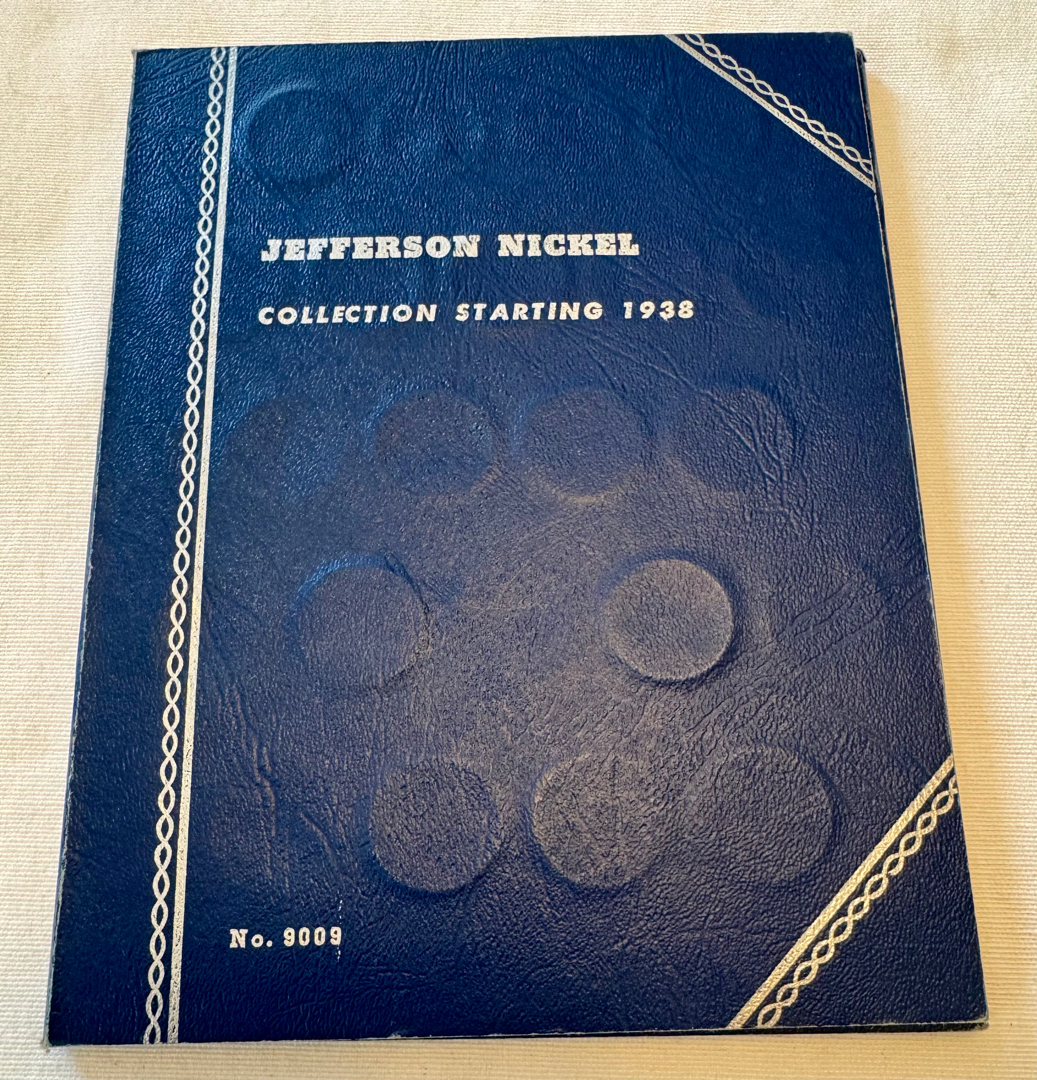 JEFFERSON NICKEL
COLLECTION STARTING 1938
No. 9009